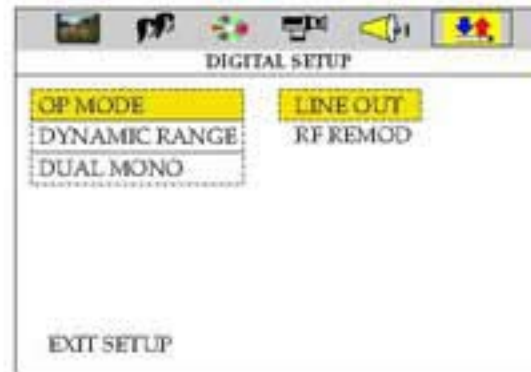 DIGITAL SETUP
OP MODE LINE OUT
DYNAMIC RANGE RF REMOD
DUAL MONO
EXIT SETUP